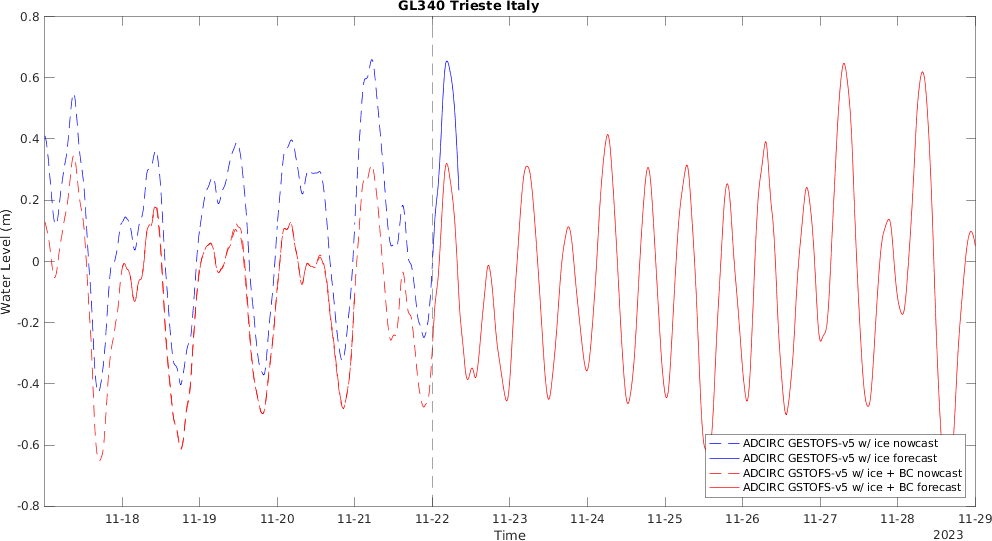 GL340 Trieste Italy
0.8
0.6
0.4
0.2
0
-0.2
-0.4
-0.6
-0.8
Water Level (m)
ADCIRC GESTOFS-v5 w/ ice nowcast
ADCIRC GESTOFS-v5 w/ ice forecast
ADCIRC GSTOFS-v5 w/ ice + BC nowcast
ADCIRC GSTOFS-v5 w/ ice + BC forecast
11-18 11-19 11-20 11-21 11-22 11-23 11-24 11-25 11-26 11-27 11-28 11-29
Time
2023